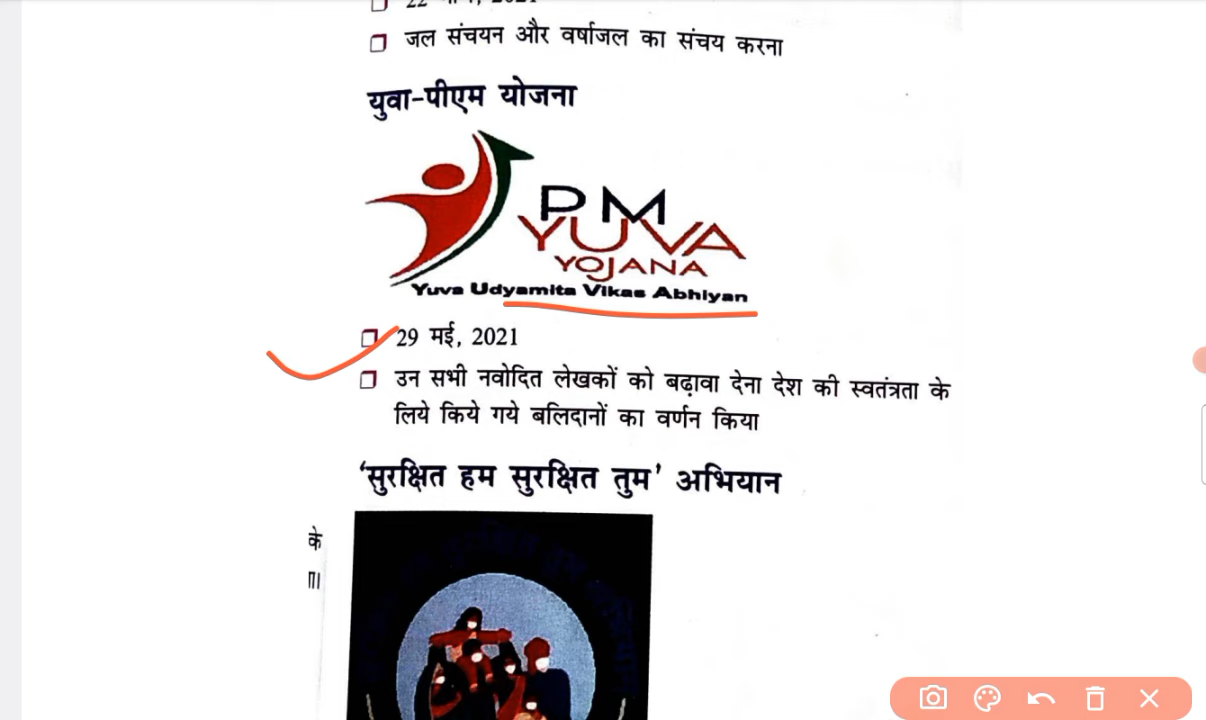 जल संचयन और वर्षाजल का संचय करना
युवा-पीएम योजना
PM
YUVA
YOJANA
Yuva Udyamita Vikas Abhiyan
29 मई, 2021
उन सभी नवोदित लेखकों को बढ़ावा देना देश की स्वतंत्रता के
लिये किये गये बलिदानों का वर्णन किया
‘सुरक्षित हम सुरक्षित तुम’ अभियान
के